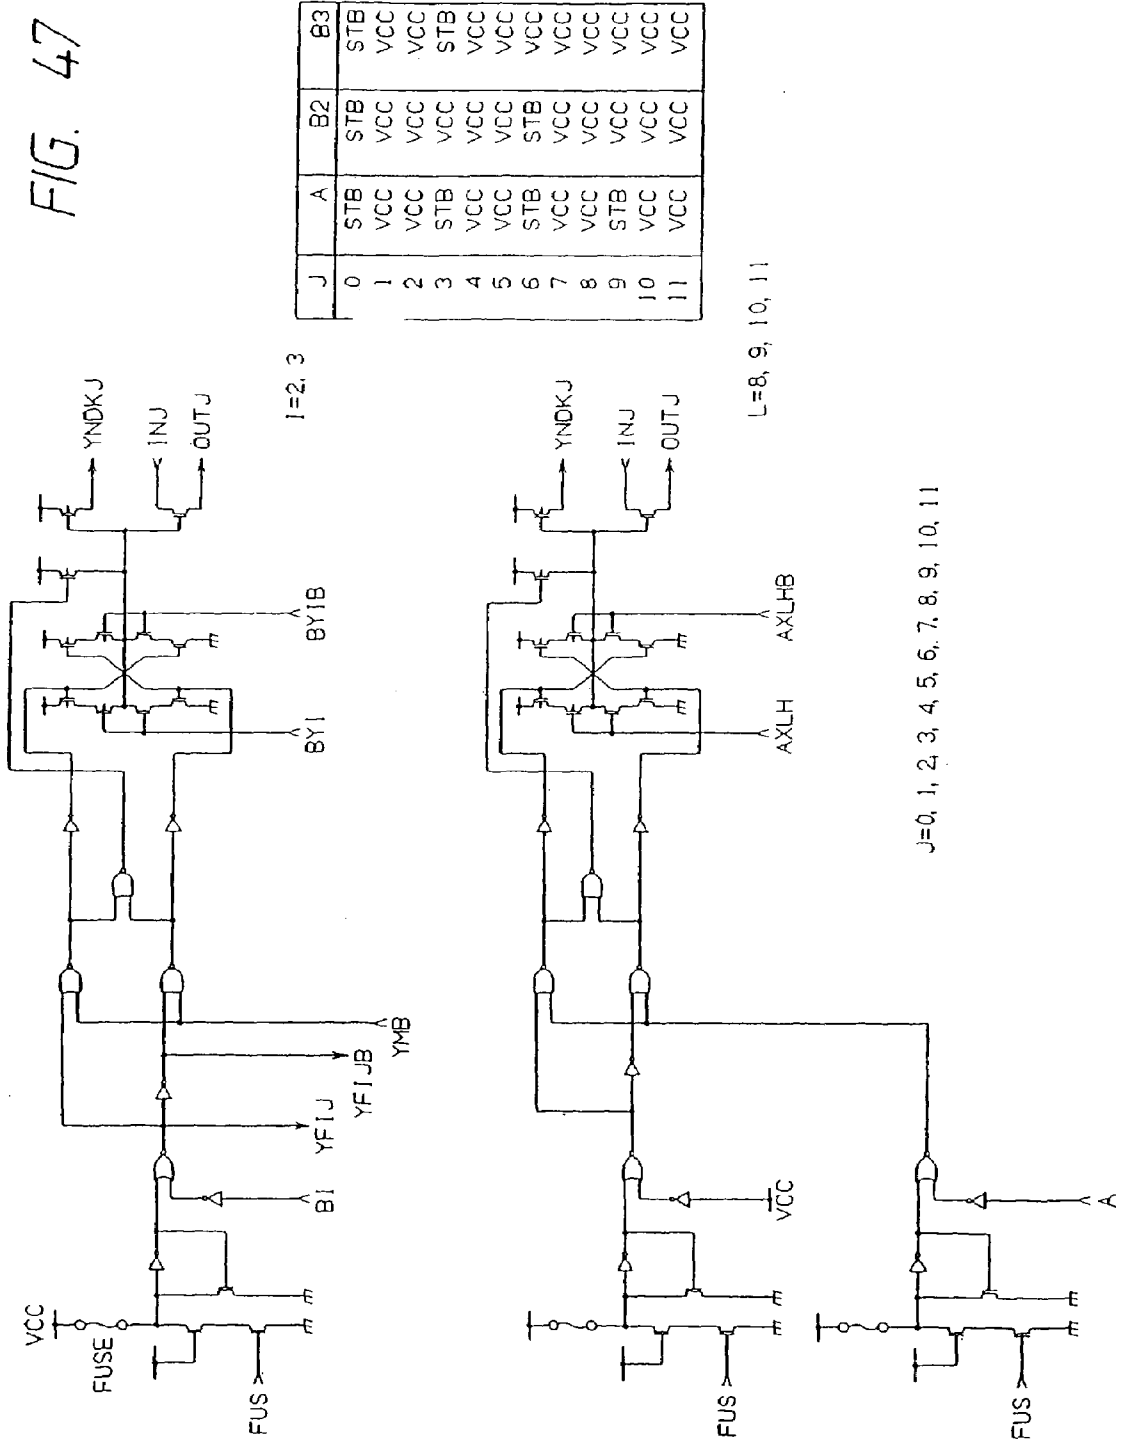 FIG. 47
J A B2 B3
0 STB STB STB
1 VCC VCC VCC
2 VCC VCC VCC
3 STB VCC STB
4 VCC VCC VCC
5 VCC VCC VCC
6 STB STB VCC
7 VCC VCC VCC
8 VCC VCC VCC
9 STB VCC VCC
10 VCC VCC VCC
11 VCC VCC VCC
I=2, 3
YNDKJ
INJ
OUTJ
BYIB
BYI
YMB
YFIJB
YFIJ
BI
VCC
FUSE
FUS
L=8, 9, 10, 11
YNDKJ
INJ
OUTJ
AXLHB
AXLH
VCC
FUS
J=0, 1, 2, 3, 4, 5, 6, 7, 8, 9, 10, 11
A
FUS